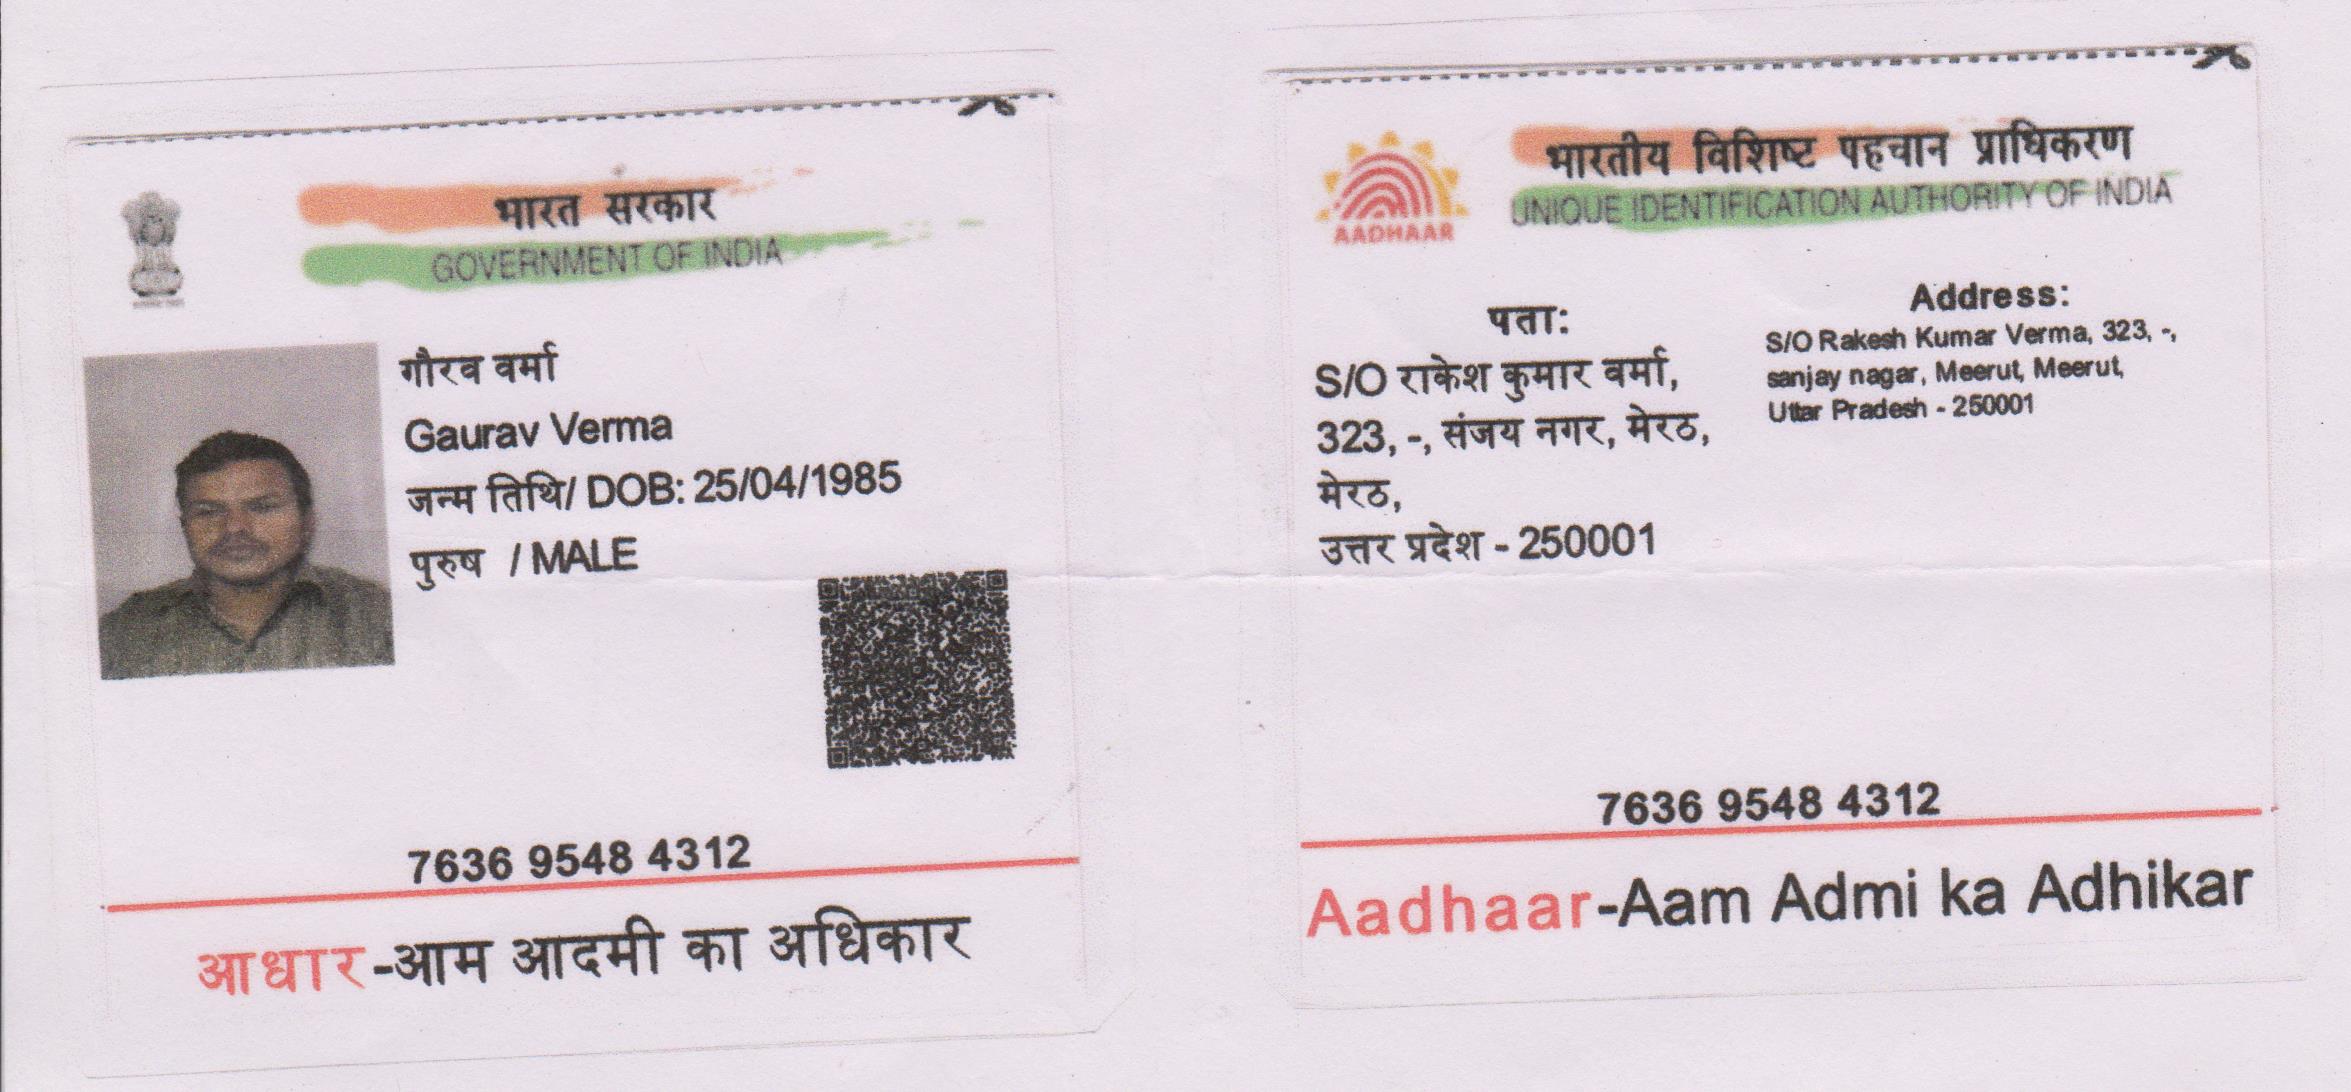 भारत सरकार
GOVERNMENT OF INDIA
गौरव वर्मा
Gaurav Verma
जन्म तिथि/ DOB: 25/04/1985
पुरुष / MALE
7636 9548 4312
आधार-आम आदमी का अधिकार
AADHAAR
भारतीय विशिष्ट पहचान प्राधिकरण
UNIQUE IDENTIFICATION AUTHORITY OF INDIA
पता:
S/O राकेश कुमार वर्मा,
323, -, संजय नगर, मेरठ,
मेरठ,
उत्तर प्रदेश - 250001
Address:
S/O Rakesh Kumar Verma, 323, -,
sanjay nagar, Meerut, Meerut,
Uttar Pradesh - 250001
7636 9548 4312
Aadhaar-Aam Admi ka Adhikar